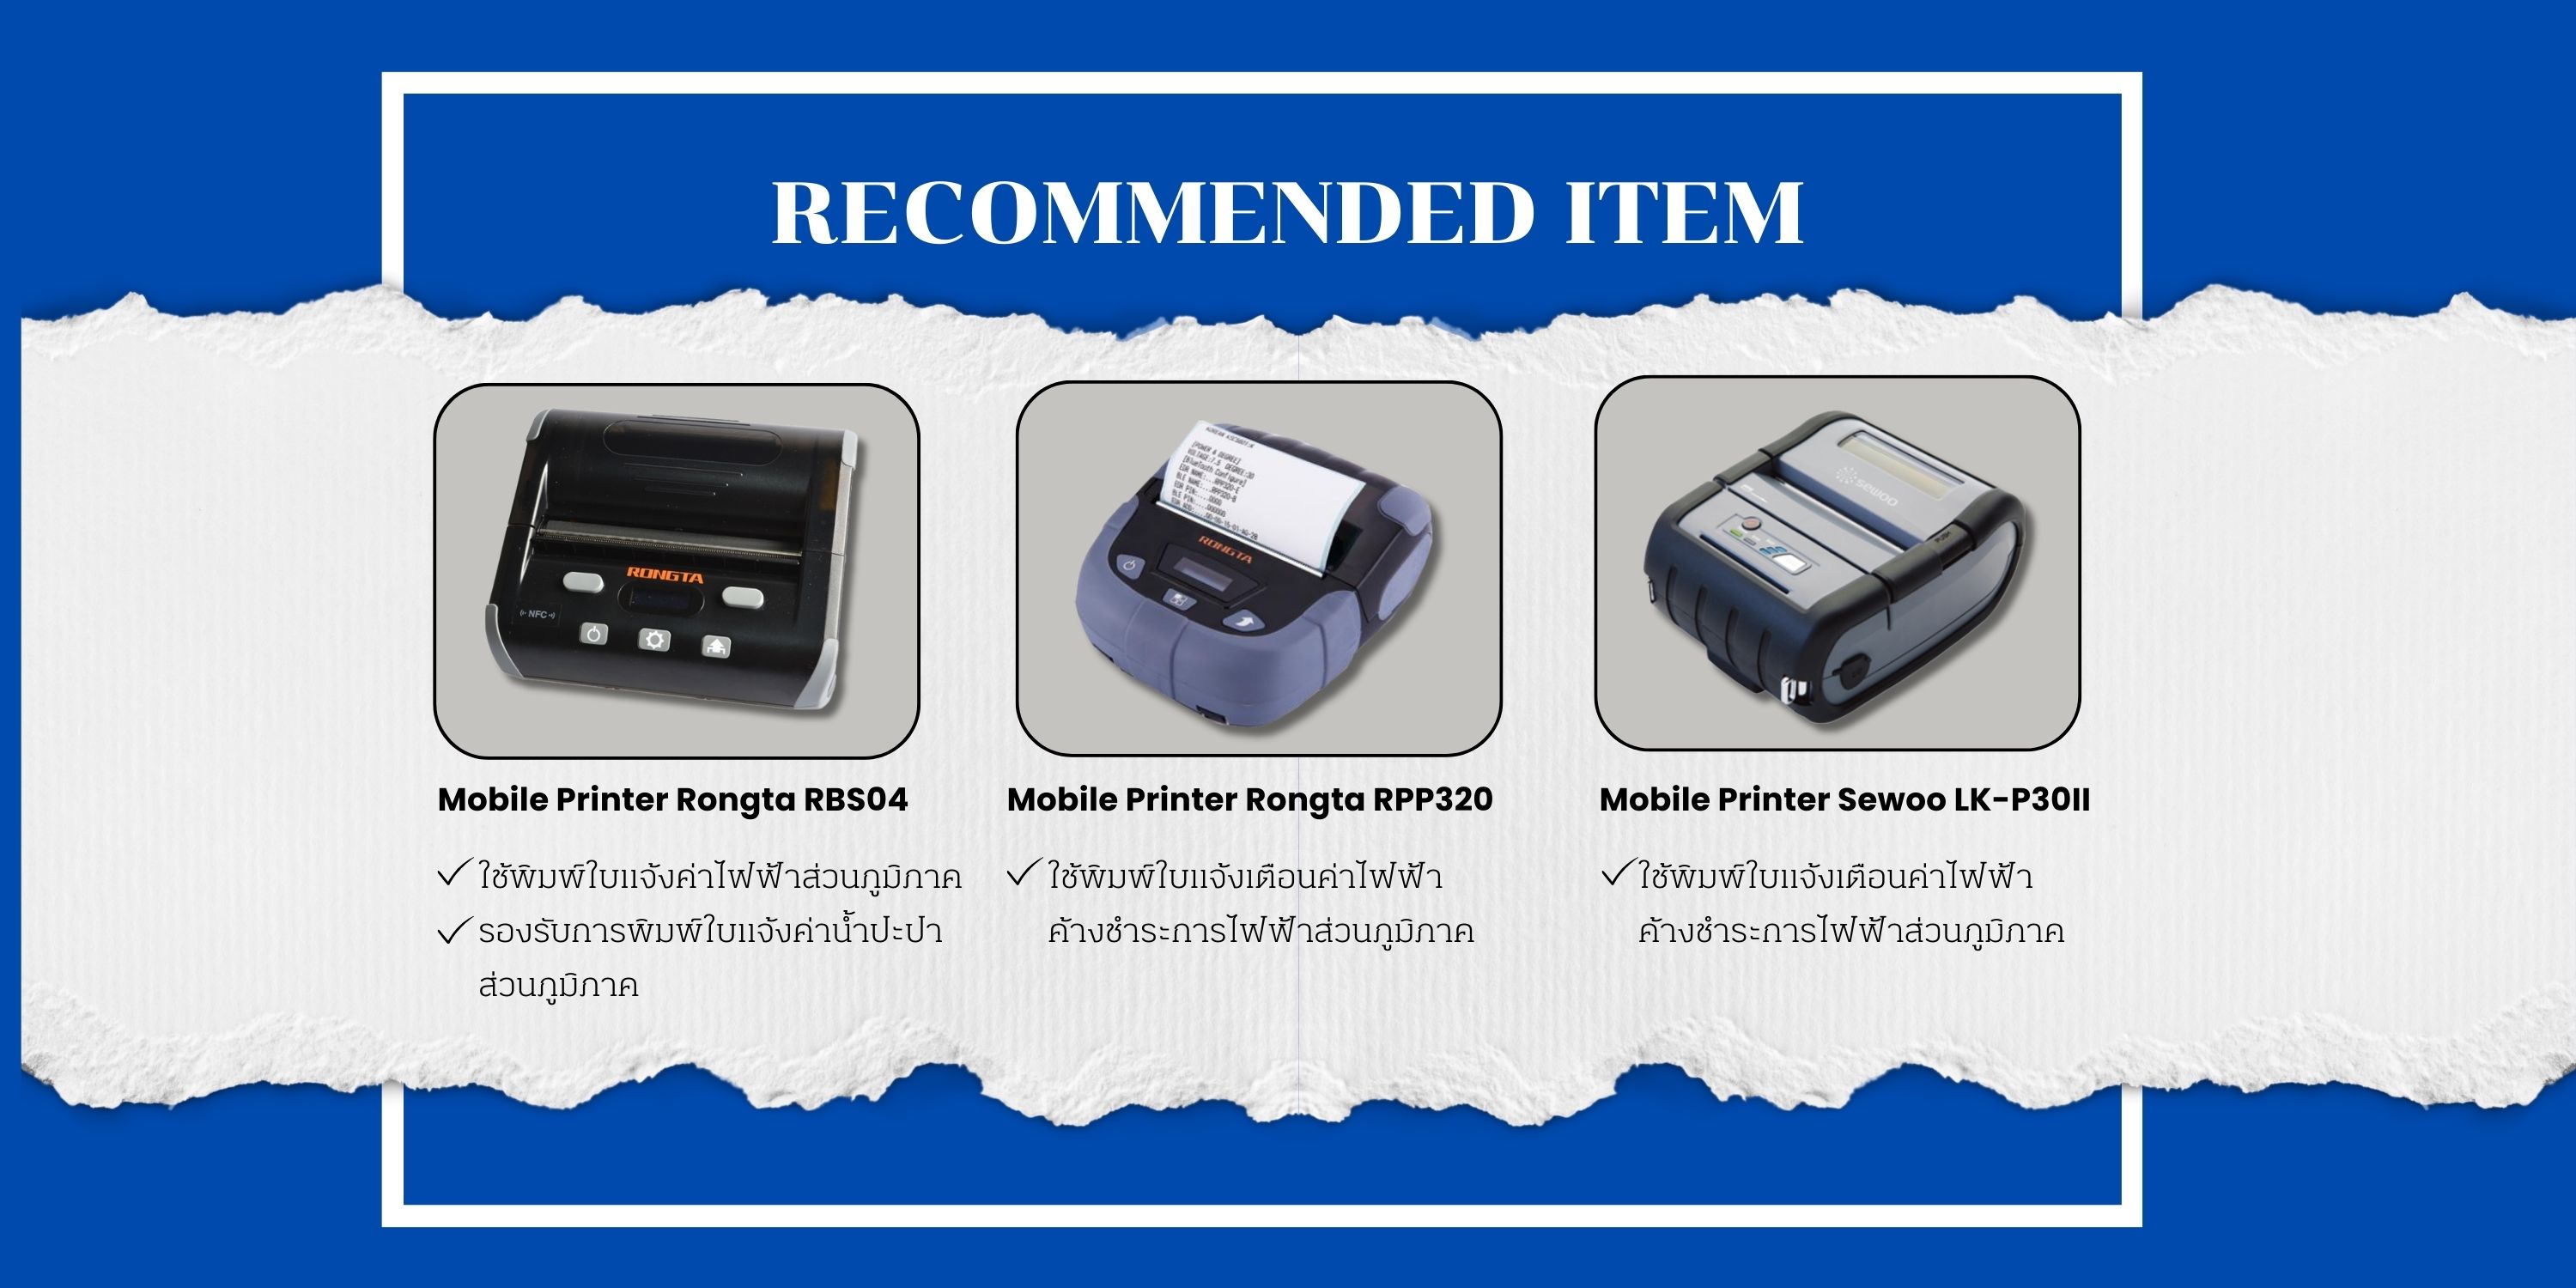 RECOMMENDED ITEM
RONGTA
NFC
[POWER & DEGREE]
[Bluetooth Configure]
RONGTA
sewoo
Mobile Printer Rongta RBS04
ใช้พิมพ์ใบแจ้งค่าไฟฟ้าส่วนภูมิภาค
รองรับการพิมพ์ใบแจ้งค่าน้ำปะปา
ส่วนภูมิภาค
Mobile Printer Rongta RPP320
ใช้พิมพ์ใบแจ้งเตือนค่าไฟฟ้า
ค้างชำระการไฟฟ้าส่วนภูมิภาค
Mobile Printer Sewoo LK-P30II
ใช้พิมพ์ใบแจ้งเตือนค่าไฟฟ้า
ค้างชำระการไฟฟ้าส่วนภูมิภาค